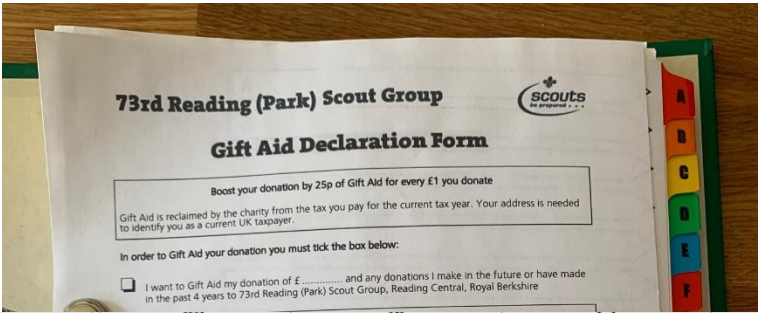 73rd Reading (Park) Scout Group
scouts
be prepared . . .
Gift Aid Declaration Form
Boost your donation by 25p of Gift Aid for every £1 you donate
Gift Aid is reclaimed by the charity from the tax you pay for the current tax year. Your address is needed
to identify you as a current UK taxpayer.
In order to Gift Aid your donation you must tick the box below:
I want to Gift Aid my donation of £ ............. and any donations I make in the future or have made
in the past 4 years to 73rd Reading (Park) Scout Group, Reading Central, Royal Berkshire
A
B
C
D
E
F